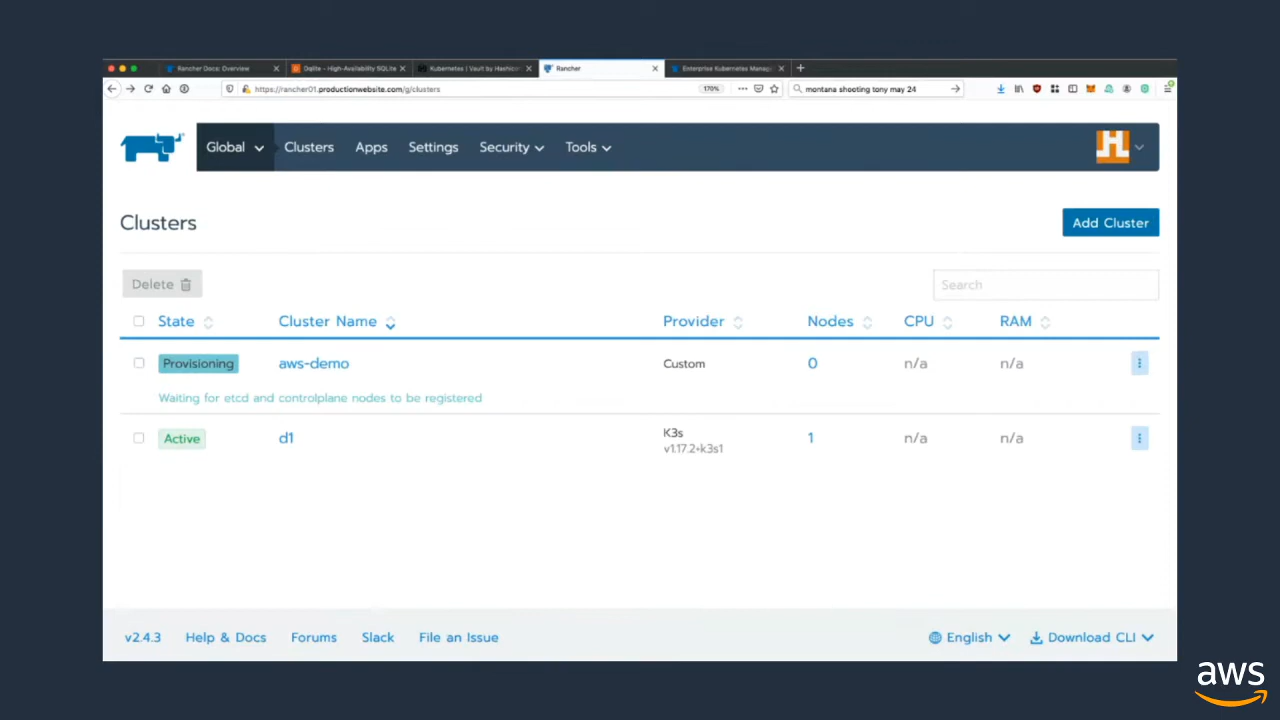 Rancher Docs: Overview
Dqlite - High-Availability SQLite
Kubernetes | Vault by Hashico
Rancher
Enterprise Kubernetes Manage
https://rancher01.productionwebsite.com/g/clusters
170%
montana shooting tony may 24
Global
Clusters
Apps
Settings
Security
Tools
Clusters
Add Cluster
Delete
Search
State
Cluster Name
Provider
Nodes
CPU
RAM
Provisioning
aws-demo
Custom
0
n/a
n/a
Waiting for etcd and controlplane nodes to be registered
Active
d1
K3s
v1.17.2+k3s1
1
n/a
n/a
v2.4.3
Help & Docs
Forums
Slack
File an Issue
English
Download CLI
aws